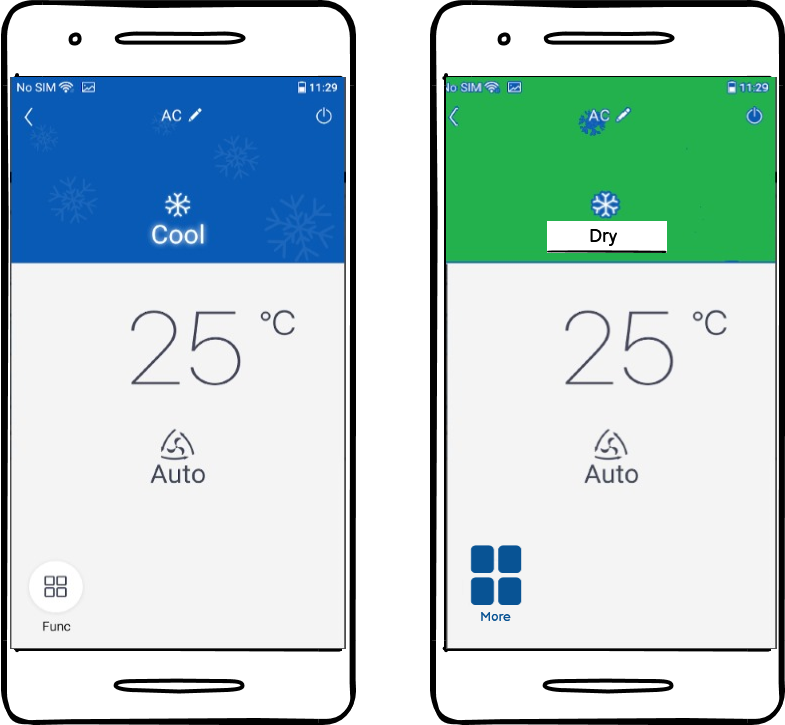 No SIM 11:29
AC
Cool
25 °C
Auto
Func
No SIM 11:29
AC
Dry
25 °C
Auto
More